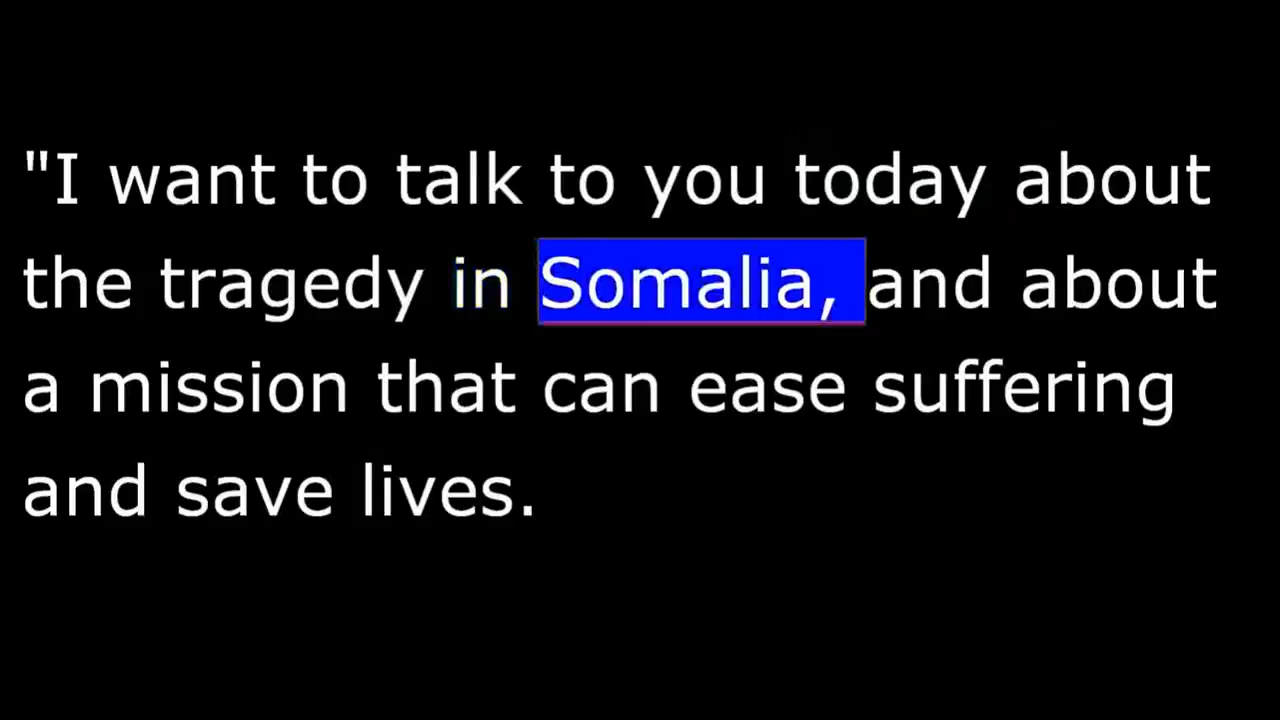 "I want to talk to you today about
the tragedy in Somalia, and about
a mission that can ease suffering
and save lives.